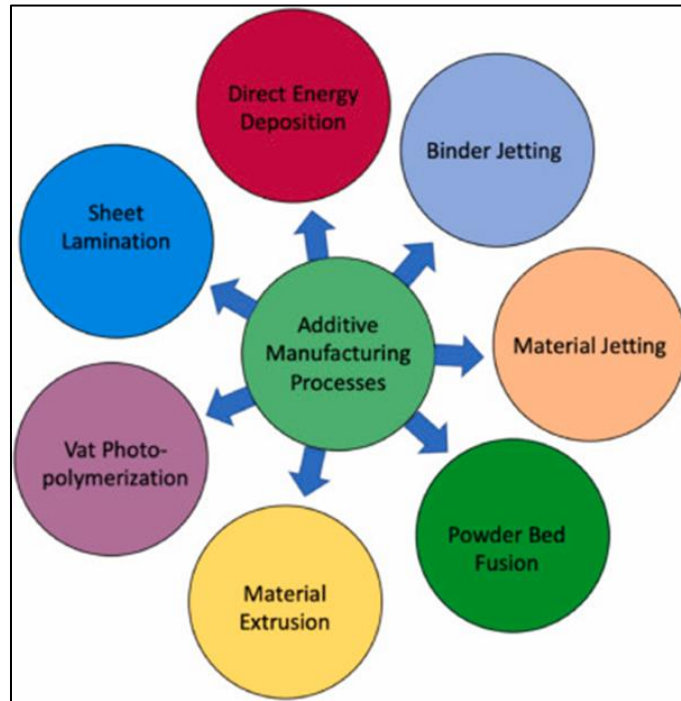 Direct Energy
Deposition
Binder Jetting
Sheet
Lamination
Additive
Manufacturing
Processes
Material Jetting
Vat Photo-
polymerization
Powder Bed
Fusion
Material
Extrusion